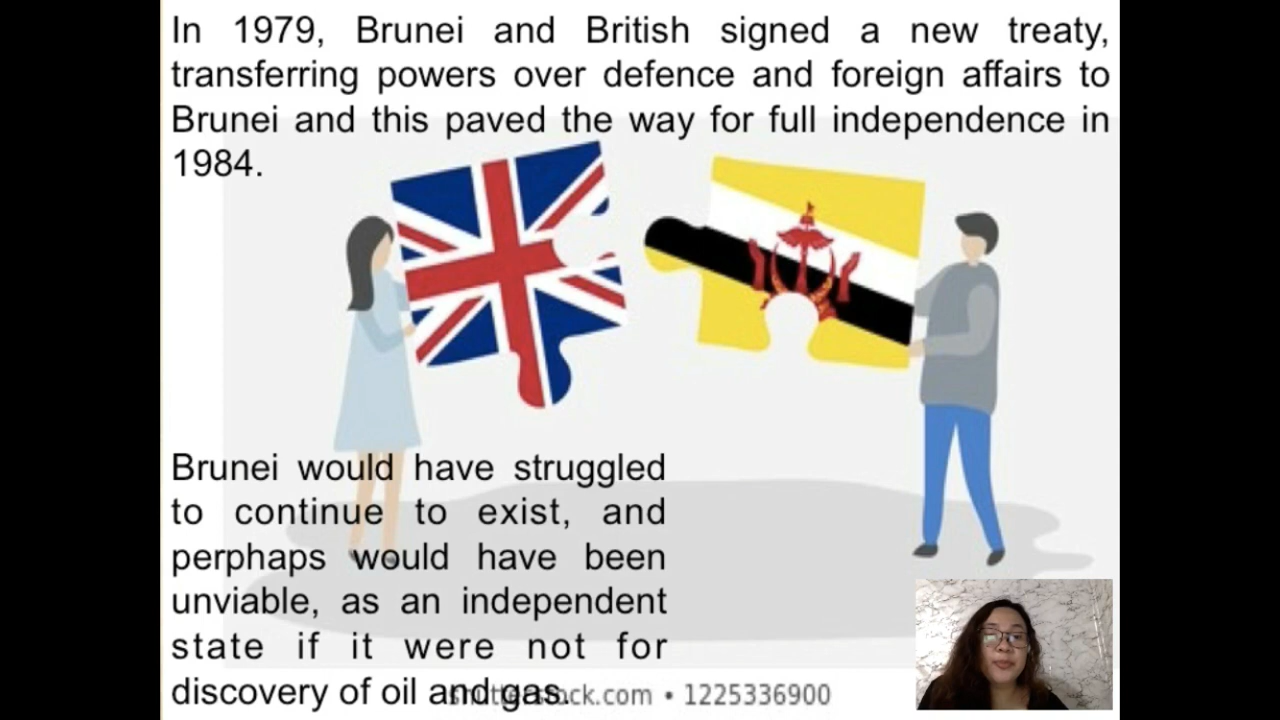 In 1979, Brunei and British signed a new treaty,
transferring powers over defence and foreign affairs to
Brunei and this paved the way for full independence in
1984.
Brunei would have struggled
to continue to exist, and
perphaps would have been
unviable, as an independent
state if it were not for
discovery of oil and gas.
shutterstock.com • 1225336900